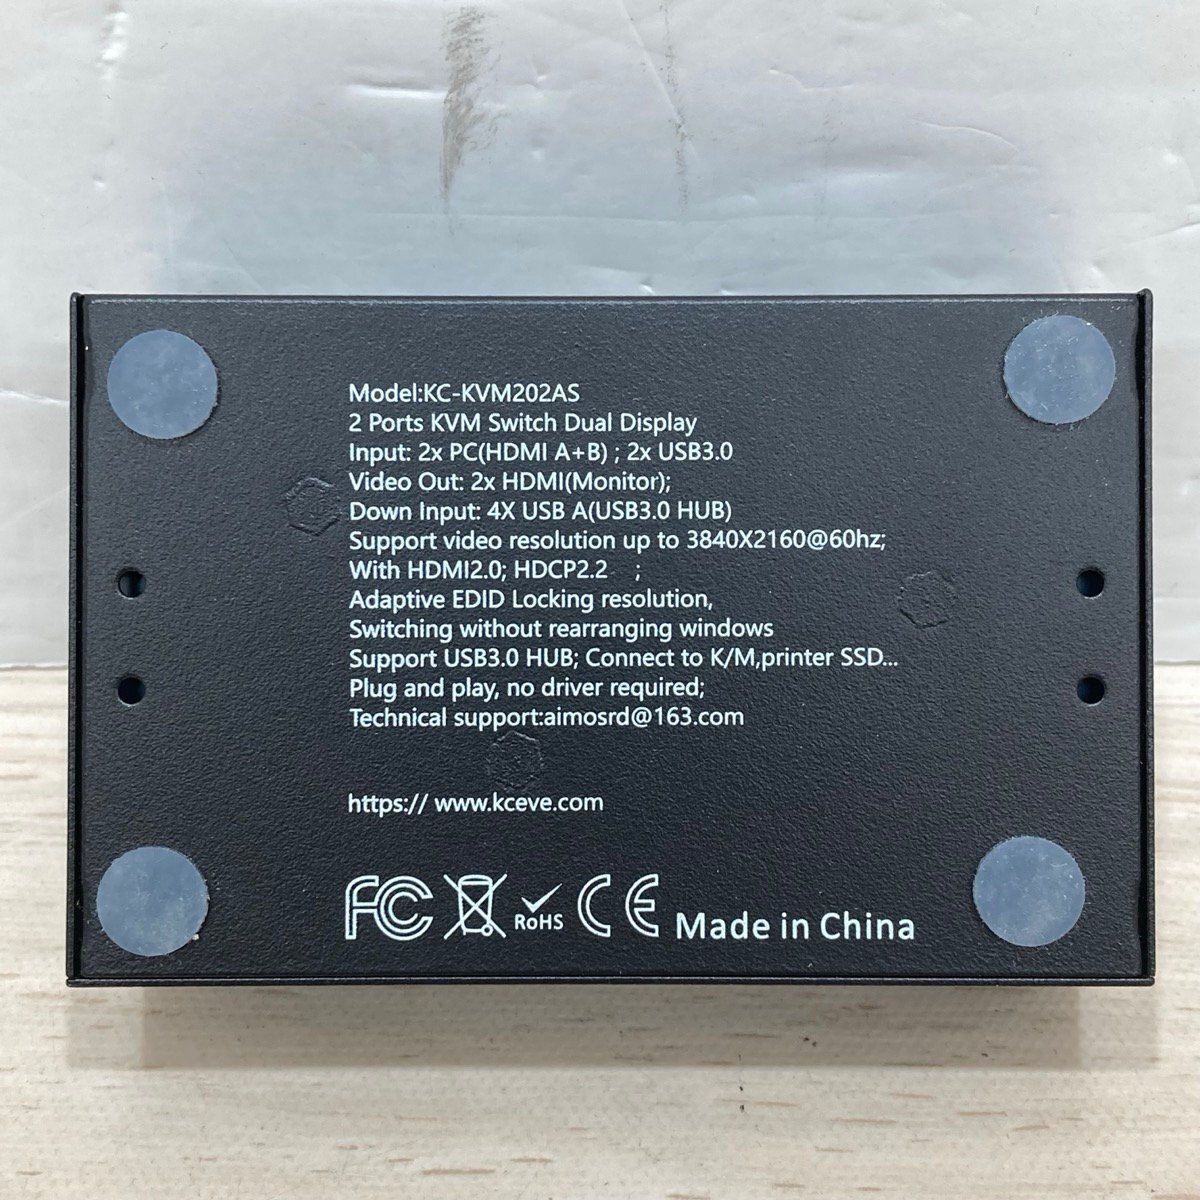 Model:KC-KVM202AS
2 Ports KVM Switch Dual Display
Input: 2x PC(HDMI A+B) ; 2x USB3.0
Video Out: 2x HDMI(Monitor);
Down Input: 4X USB A(USB3.0 HUB)
Support video resolution up to 3840X2160@60hz;
With HDMI2.0; HDCP2.2 ;
Adaptive EDID Locking resolution,
Switching without rearranging windows
Support USB3.0 HUB; Connect to K/M,printer SSD...
Plug and play, no driver required;
Technical support:aimosrd@163.com
https:// www.kceve.com
FC RoHS CE Made in China